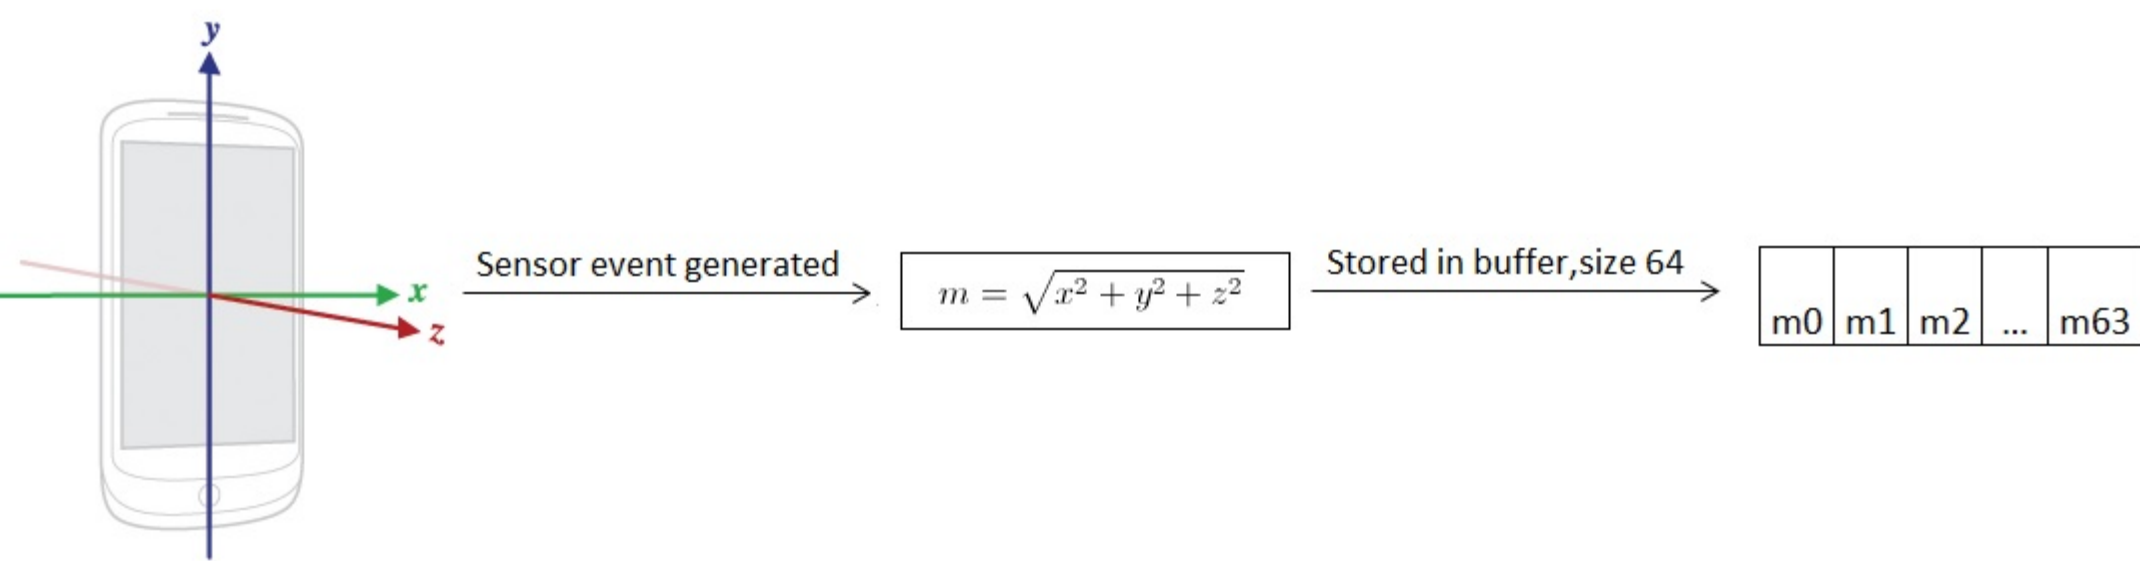 y
x
z
Sensor event generated
m = √x² + y² + z²
Stored in buffer,size 64
m0 m1 m2 ... m63